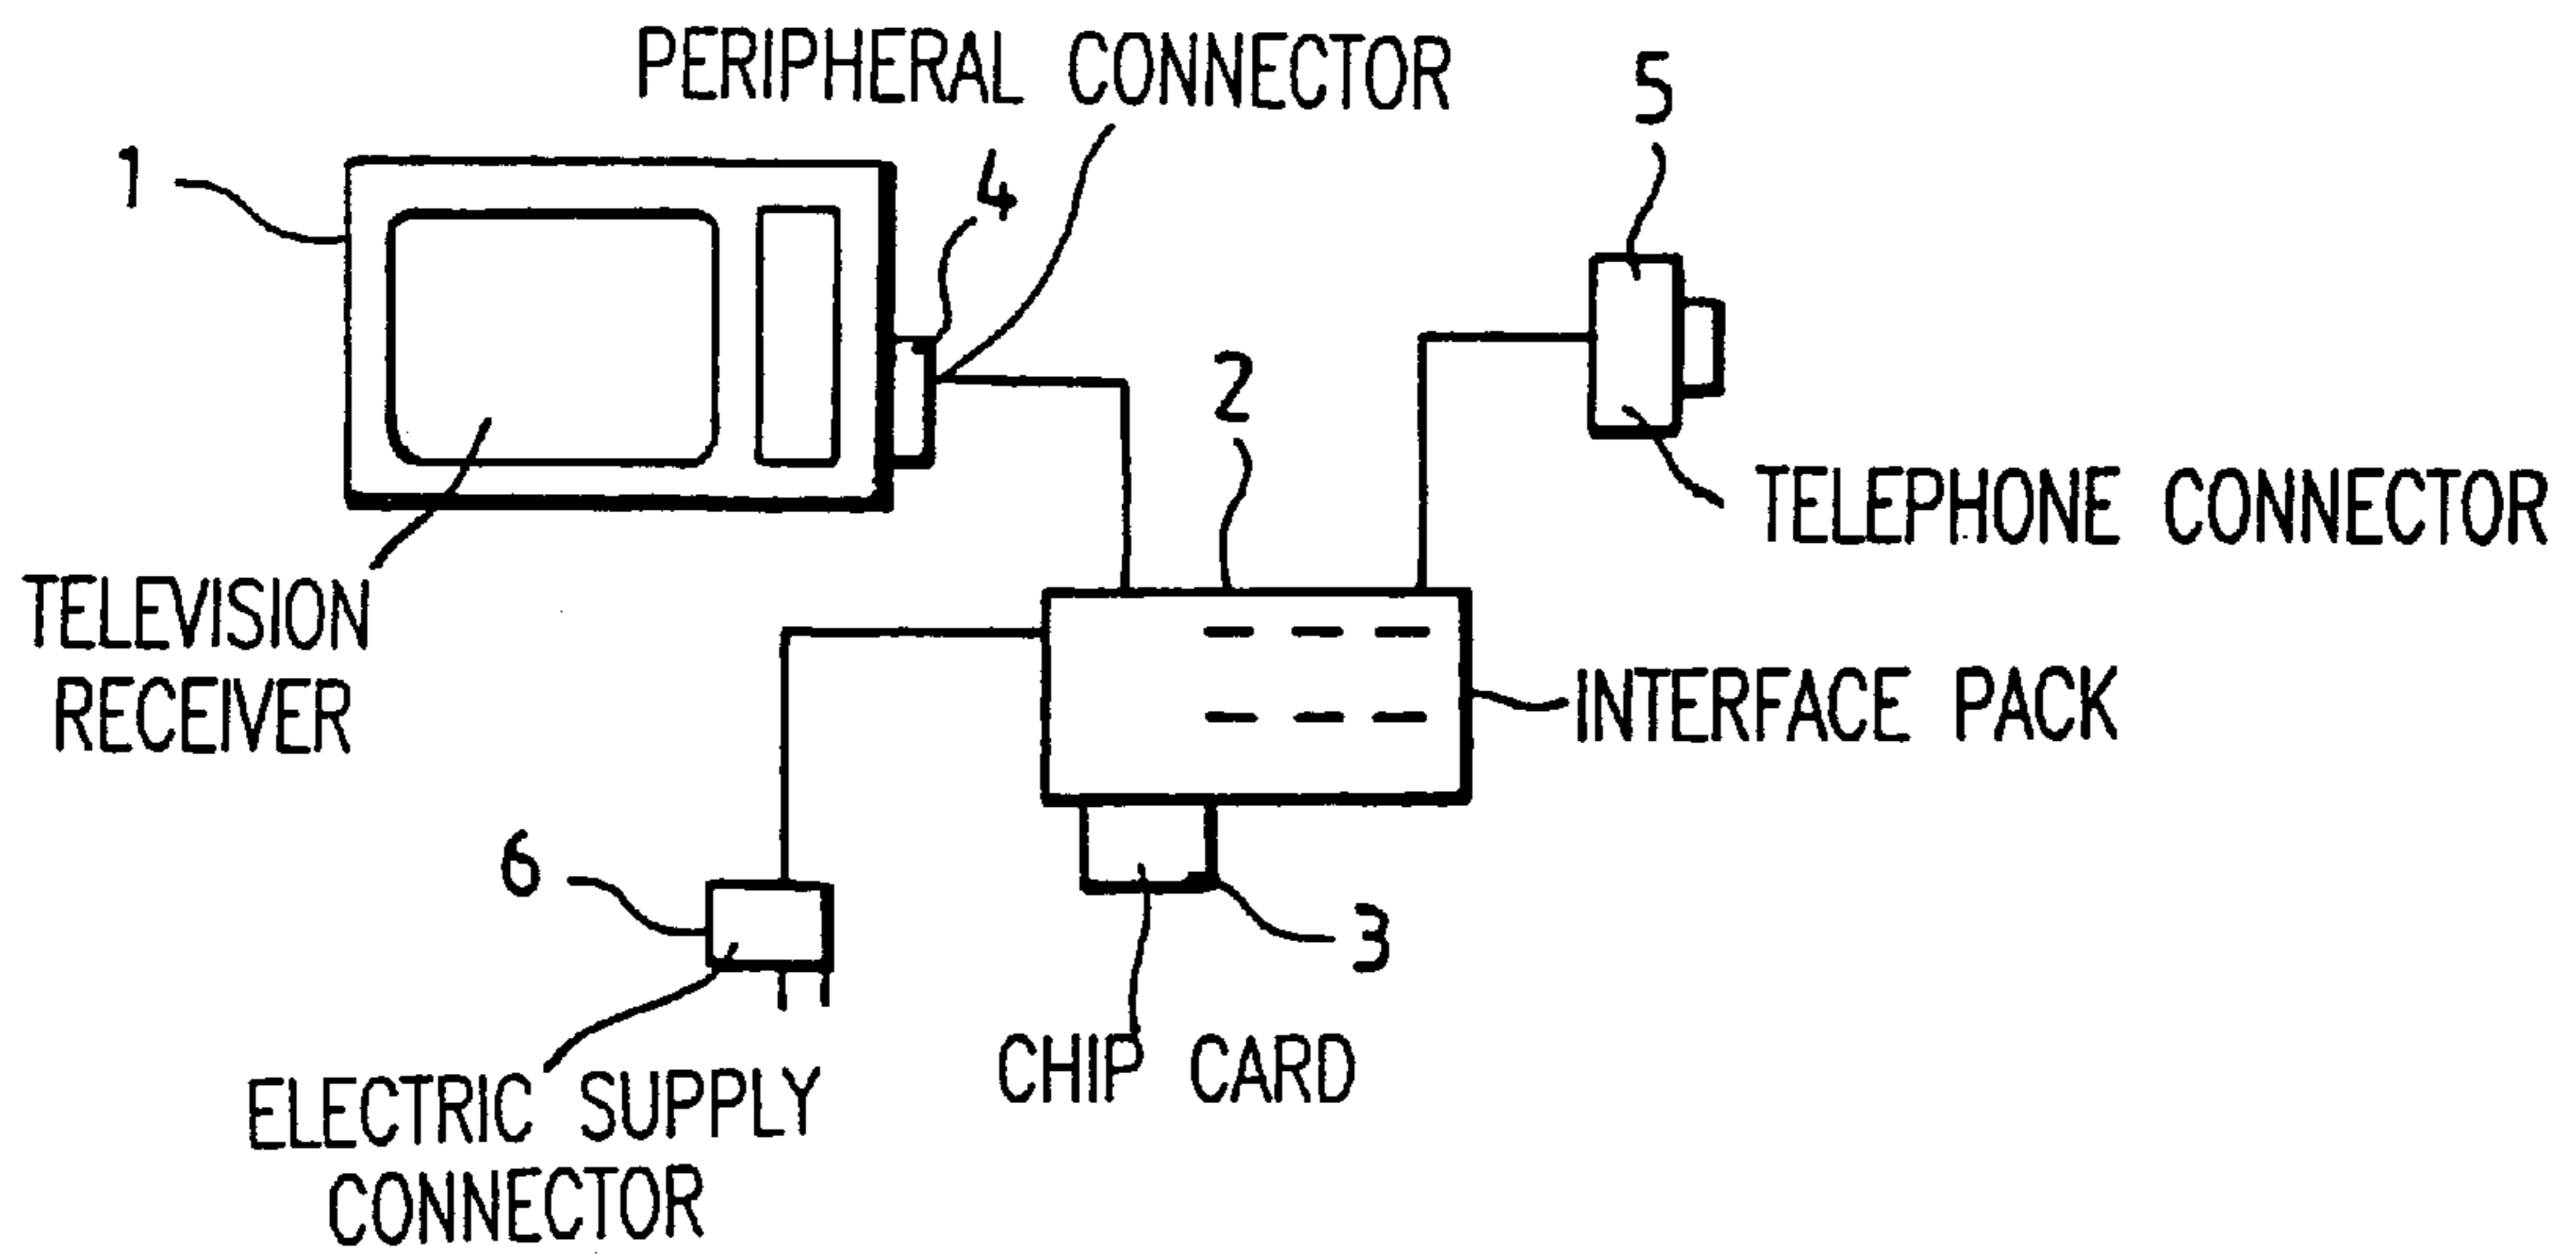 PERIPHERAL CONNECTOR
5
1
4
2
TELEPHONE CONNECTOR
TELEVISION
RECEIVER
INTERFACE PACK
6
3
CHIP CARD
ELECTRIC SUPPLY
CONNECTOR